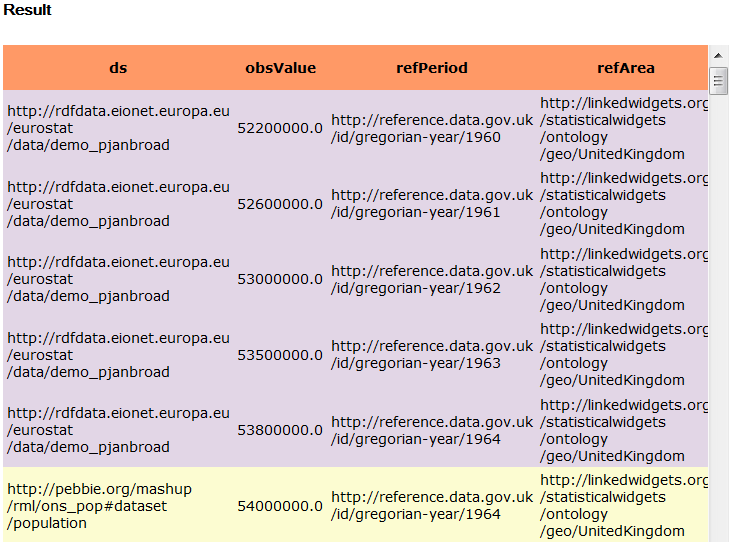 Result
ds obsValue refPeriod refArea
http://linkedwidgets.org
http://rdfdata.eionet.europa.eu
/eurostat
/data/demo_pjanbroad
52200000.0
http://reference.data.gov.uk
/id/gregorian-year/1960
/statisticalwidgets
/ontology
/geo/UnitedKingdom
http://rdfdata.eionet.europa.eu
/eurostat
/data/demo_pjanbroad
52600000.0
http://reference.data.gov.uk
/id/gregorian-year/1961
http://linkedwidgets.org
/statisticalwidgets
/ontology
/geo/UnitedKingdom
http://rdfdata.eionet.europa.eu
/eurostat
/data/demo_pjanbroad
53000000.0
http://reference.data.gov.uk
/id/gregorian-year/1962
http://linkedwidgets.org
/statisticalwidgets
/ontology
/geo/UnitedKingdom
http://rdfdata.eionet.europa.eu
/eurostat
/data/demo_pjanbroad
53500000.0
http://reference.data.gov.uk
/id/gregorian-year/1963
http://linkedwidgets.org
/statisticalwidgets
/ontology
/geo/UnitedKingdom
http://rdfdata.eionet.europa.eu
/eurostat
/data/demo_pjanbroad
53800000.0
http://reference.data.gov.uk
/id/gregorian-year/1964
http://linkedwidgets.org
/statisticalwidgets
/ontology
/geo/UnitedKingdom
http://pebbie.org/mashup
/rml/ons_pop#dataset
/population
54000000.0
http://reference.data.gov.uk
/id/gregorian-year/1964
http://linkedwidgets.org
/statisticalwidgets
/ontology
/geo/UnitedKingdom